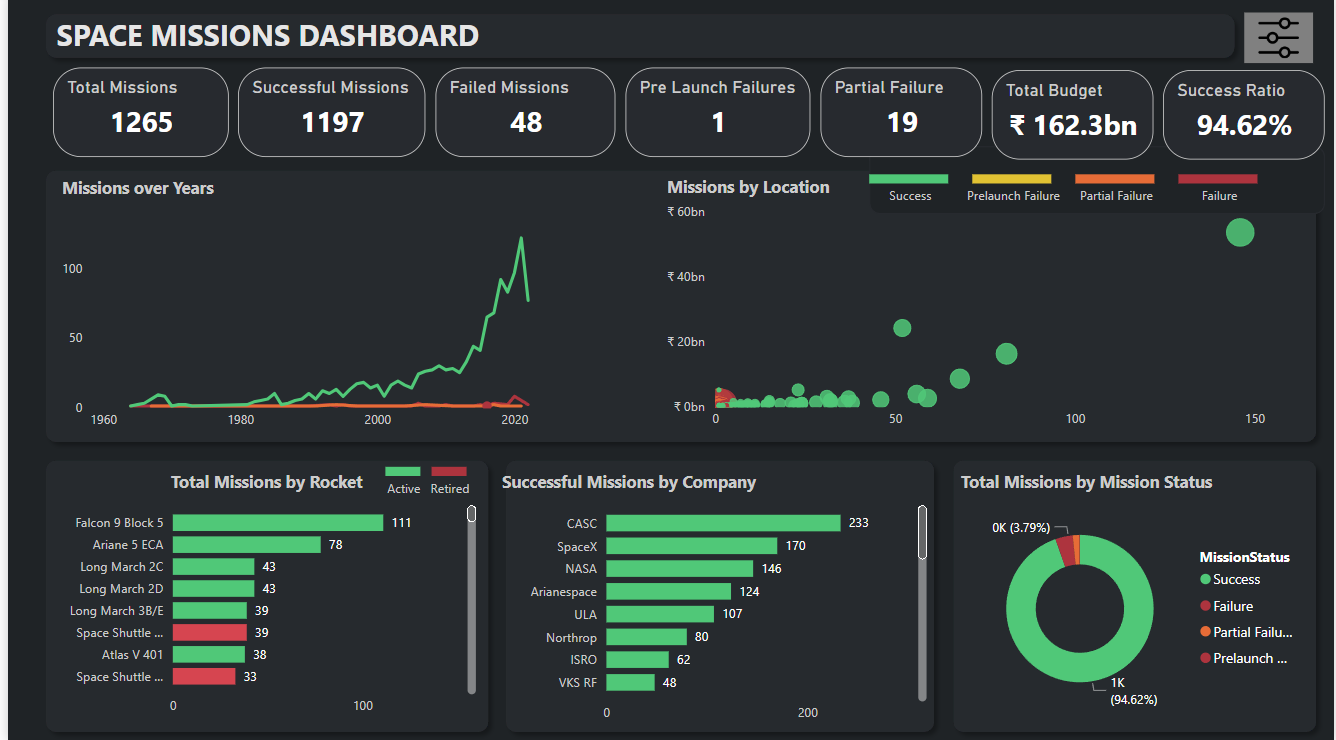 SPACE MISSIONS DASHBOARD
Total Missions
1265
Successful Missions
1197
Failed Missions
48
Pre Launch Failures
1
Partial Failure
19
Total Budget
₹ 162.3bn
Success Ratio
94.62%
Missions over Years
100
50
0
1960
1980
2000
2020
Missions by Location
Success
Prelaunch Failure
Partial Failure
Failure
₹ 60bn
₹ 40bn
₹ 20bn
₹ 0bn
0
50
100
150
Total Missions by Rocket
Active
Retired
Falcon 9 Block 5 111
Ariane 5 ECA 78
Long March 2C 43
Long March 2D 43
Long March 3B/E 39
Space Shuttle ... 39
Atlas V 401 38
Space Shuttle ... 33
0
100
Successful Missions by Company
CASC 233
SpaceX 170
NASA 146
Arianespace 124
ULA 107
Northrop 80
ISRO 62
VKS RF 48
0
200
Total Missions by Mission Status
0K (3.79%)
1K
(94.62%)
MissionStatus
Success
Failure
Partial Failu...
Prelaunch ...